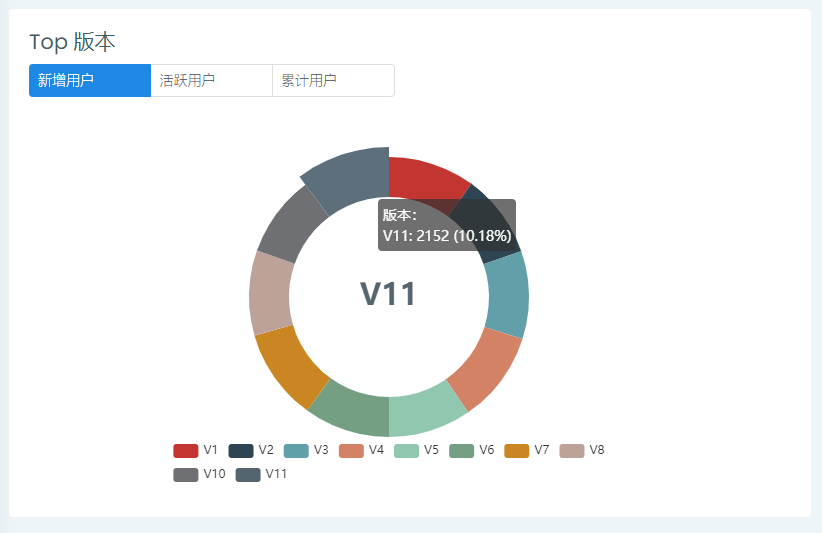 Top 版本
新增用户 活跃用户 累计用户
版本:
V11: 2152 (10.18%)
V11
V1 V2 V3 V4 V5 V6 V7 V8
V10 V11